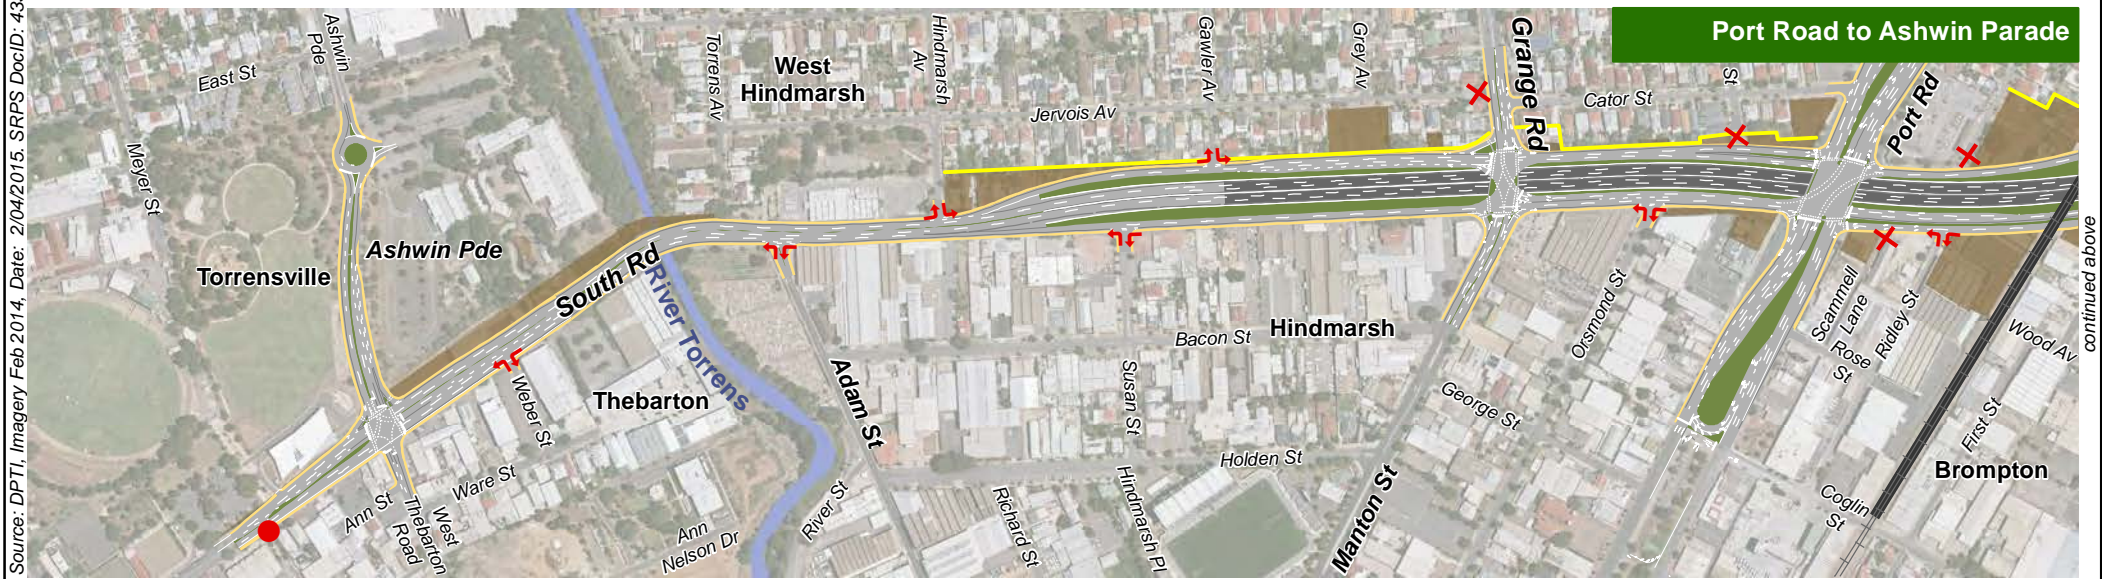 Port Road to Ashwin Parade
Source: DPTI, Imagery Feb 2014, Date: 2/04/2015. SRPS DocID: 43
continued above
Ashwin
Pde
East St
Meyer St
Torrensville
Ashwin Pde
South Rd
River Torrens
Torrens Av
West
Hindmarsh
Hindmarsh
Av
Jervois Av
Gawler Av
Grey Av
Grange Rd
Cator St
St
Port Rd
Weber St
Thebarton
Ware St
Ann St
West
Thebarton
Road
Ann
Nelson Dr
River St
Adam St
Bacon St
Hindmarsh
Susan St
Holden St
Richard St
Hindmarsh Pl
Manton St
George St
Orsmond St
Scammell
Lane
Rose
St
Ridley St
Wood Av
First St
Brompton
Coglin
St